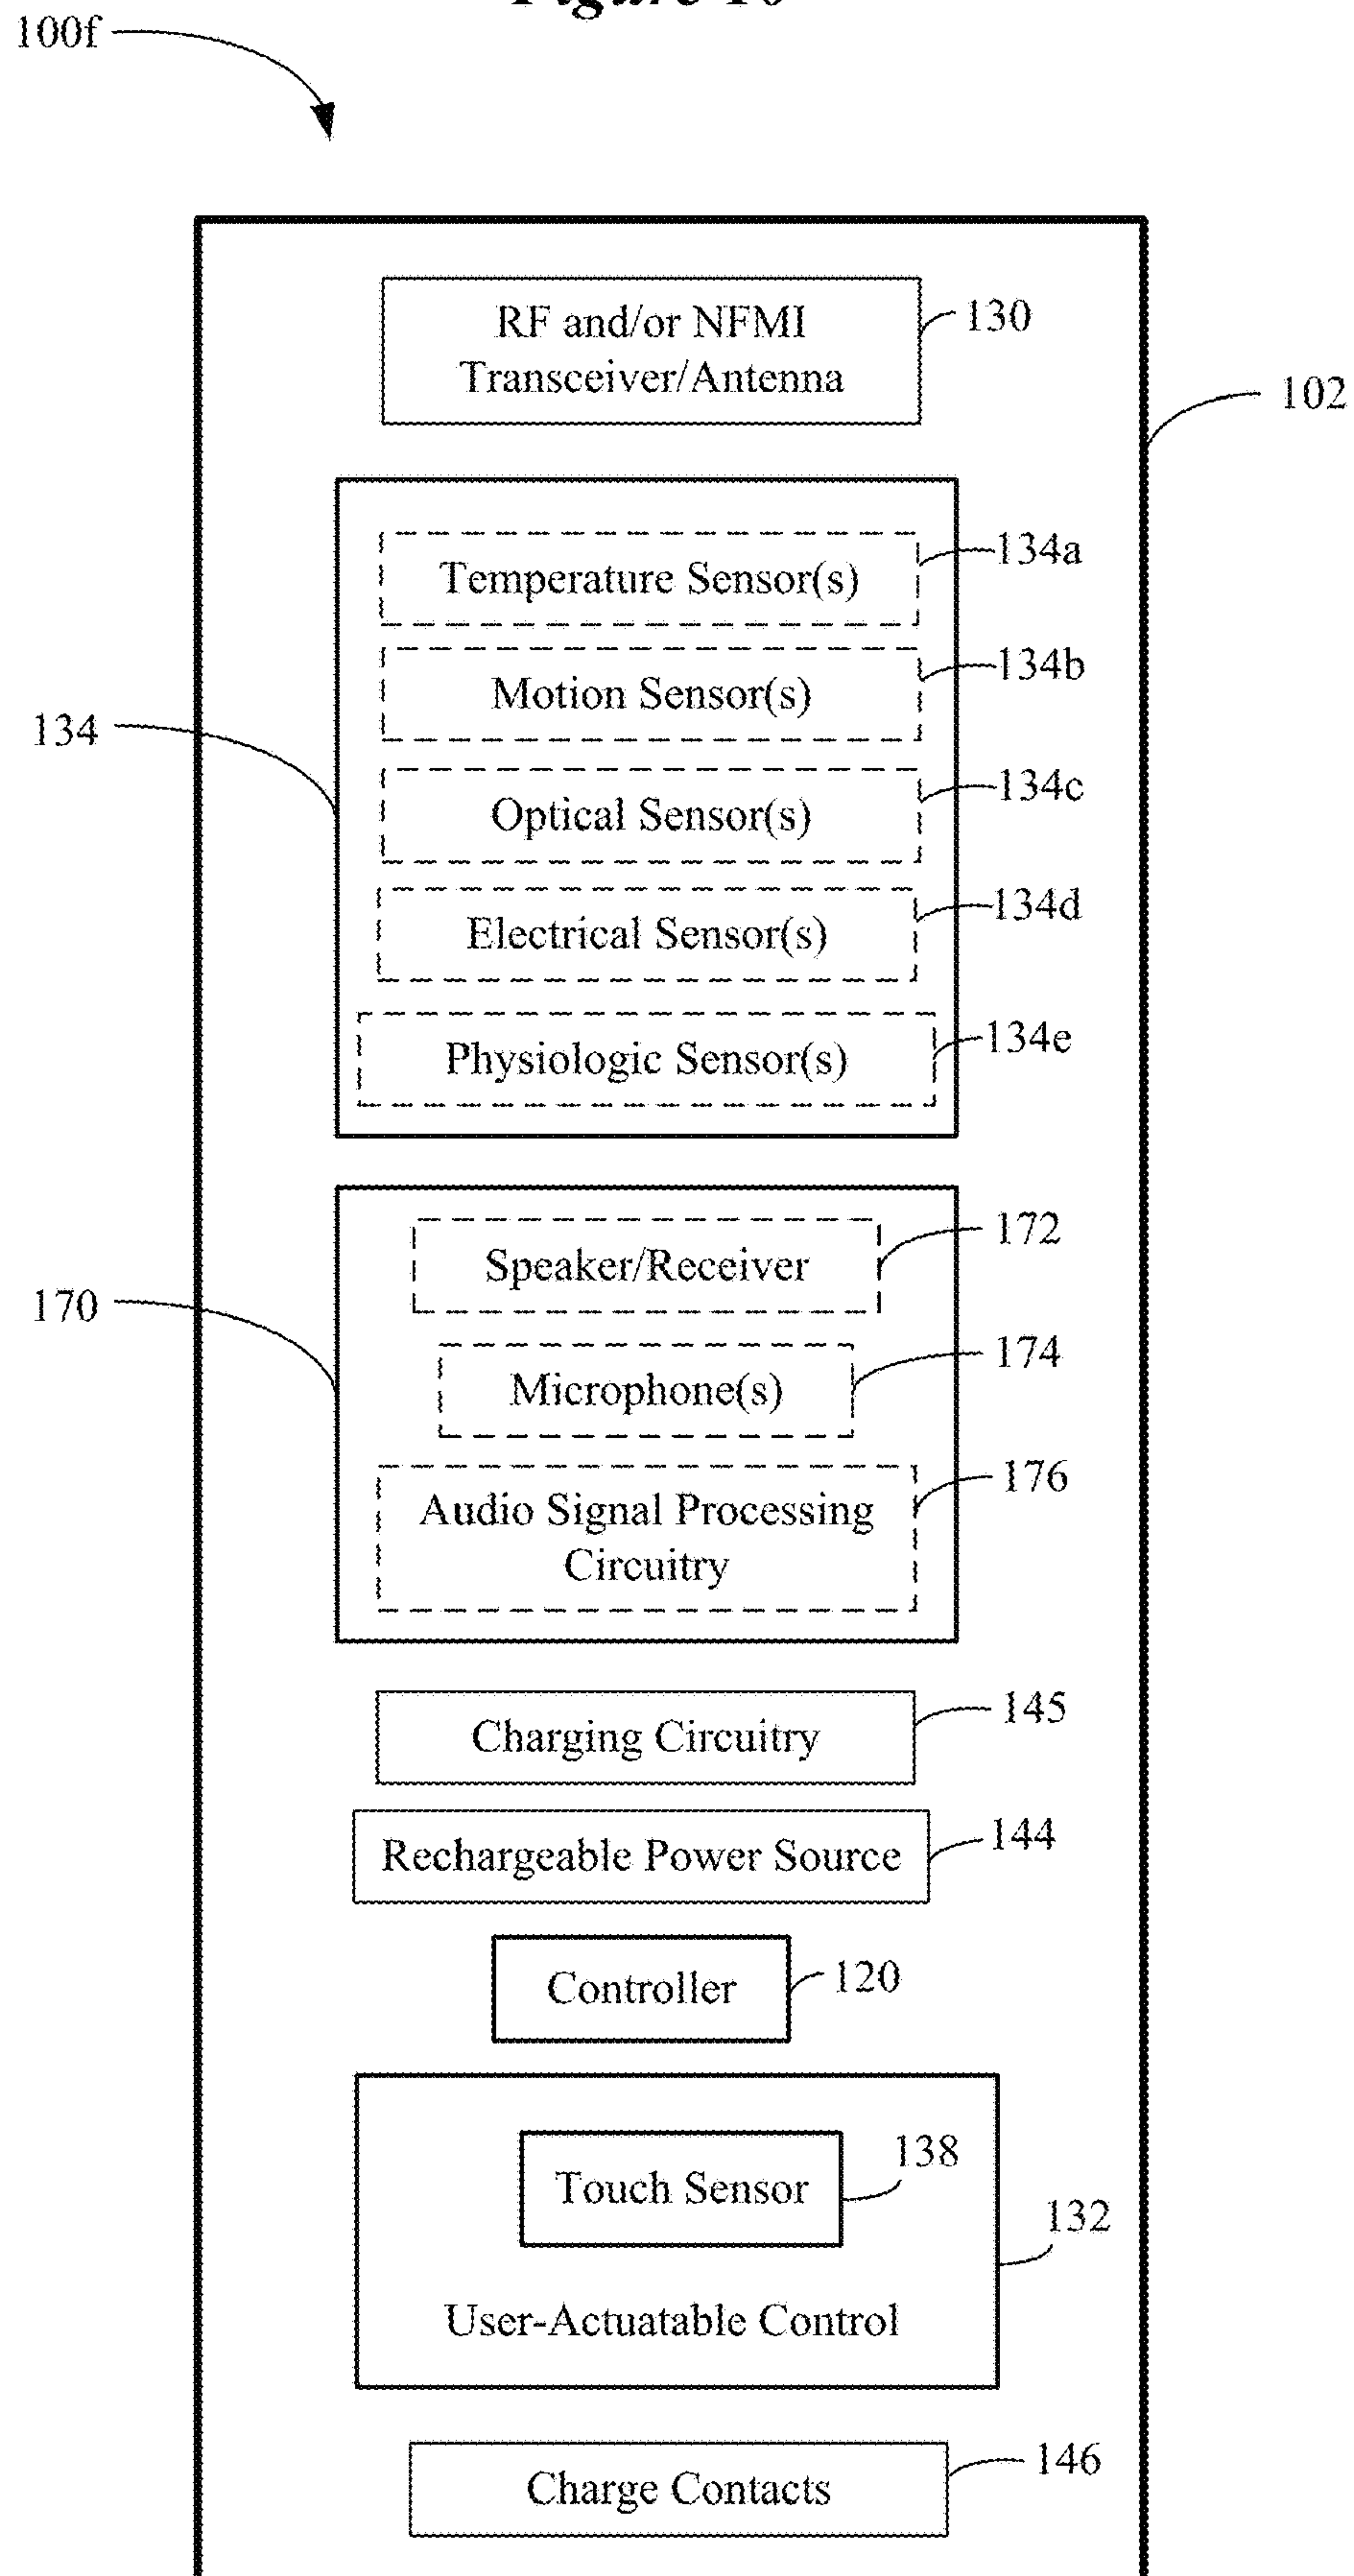 100f
RF and/or NFMI
Transceiver/Antenna
130
102
Temperature Sensor(s)
134a
Motion Sensor(s)
134b
134
Optical Sensor(s)
134c
Electrical Sensor(s)
134d
Physiologic Sensor(s)
134e
Speaker/Receiver
172
170
Microphone(s)
174
Audio Signal Processing
Circuitry
176
Charging Circuitry
145
Rechargeable Power Source
144
Controller
120
Touch Sensor
138
132
User-Actuatable Control
Charge Contacts
146